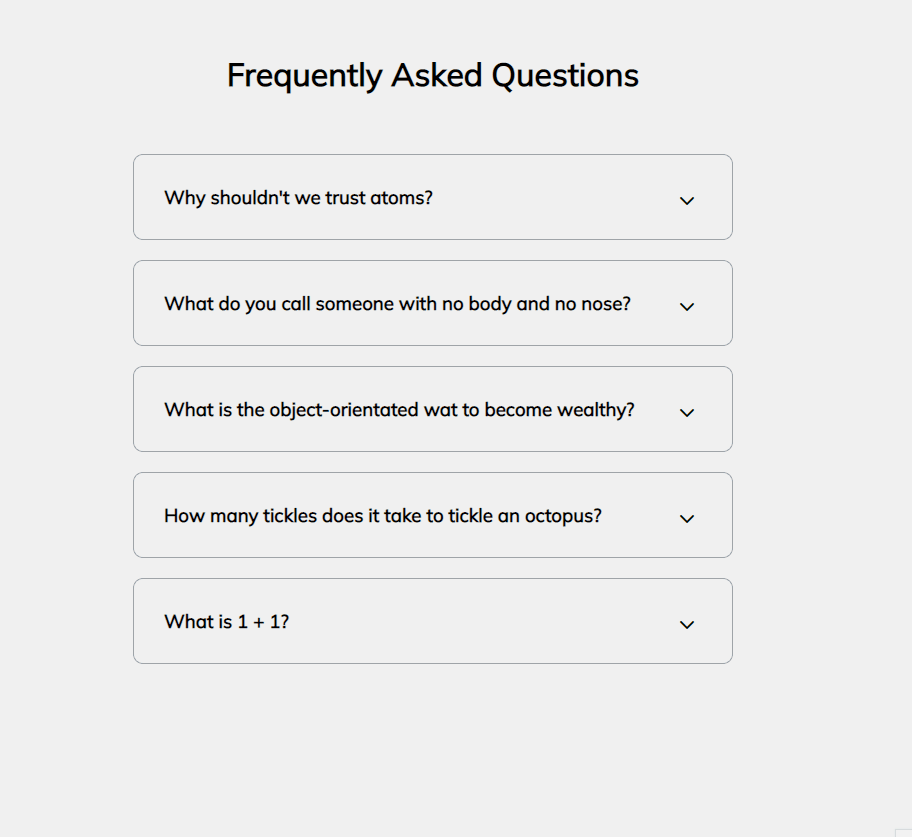 Frequently Asked Questions
Why shouldn't we trust atoms?
What do you call someone with no body and no nose?
What is the object-orientated wat to become wealthy?
How many tickles does it take to tickle an octopus?
What is 1 + 1?